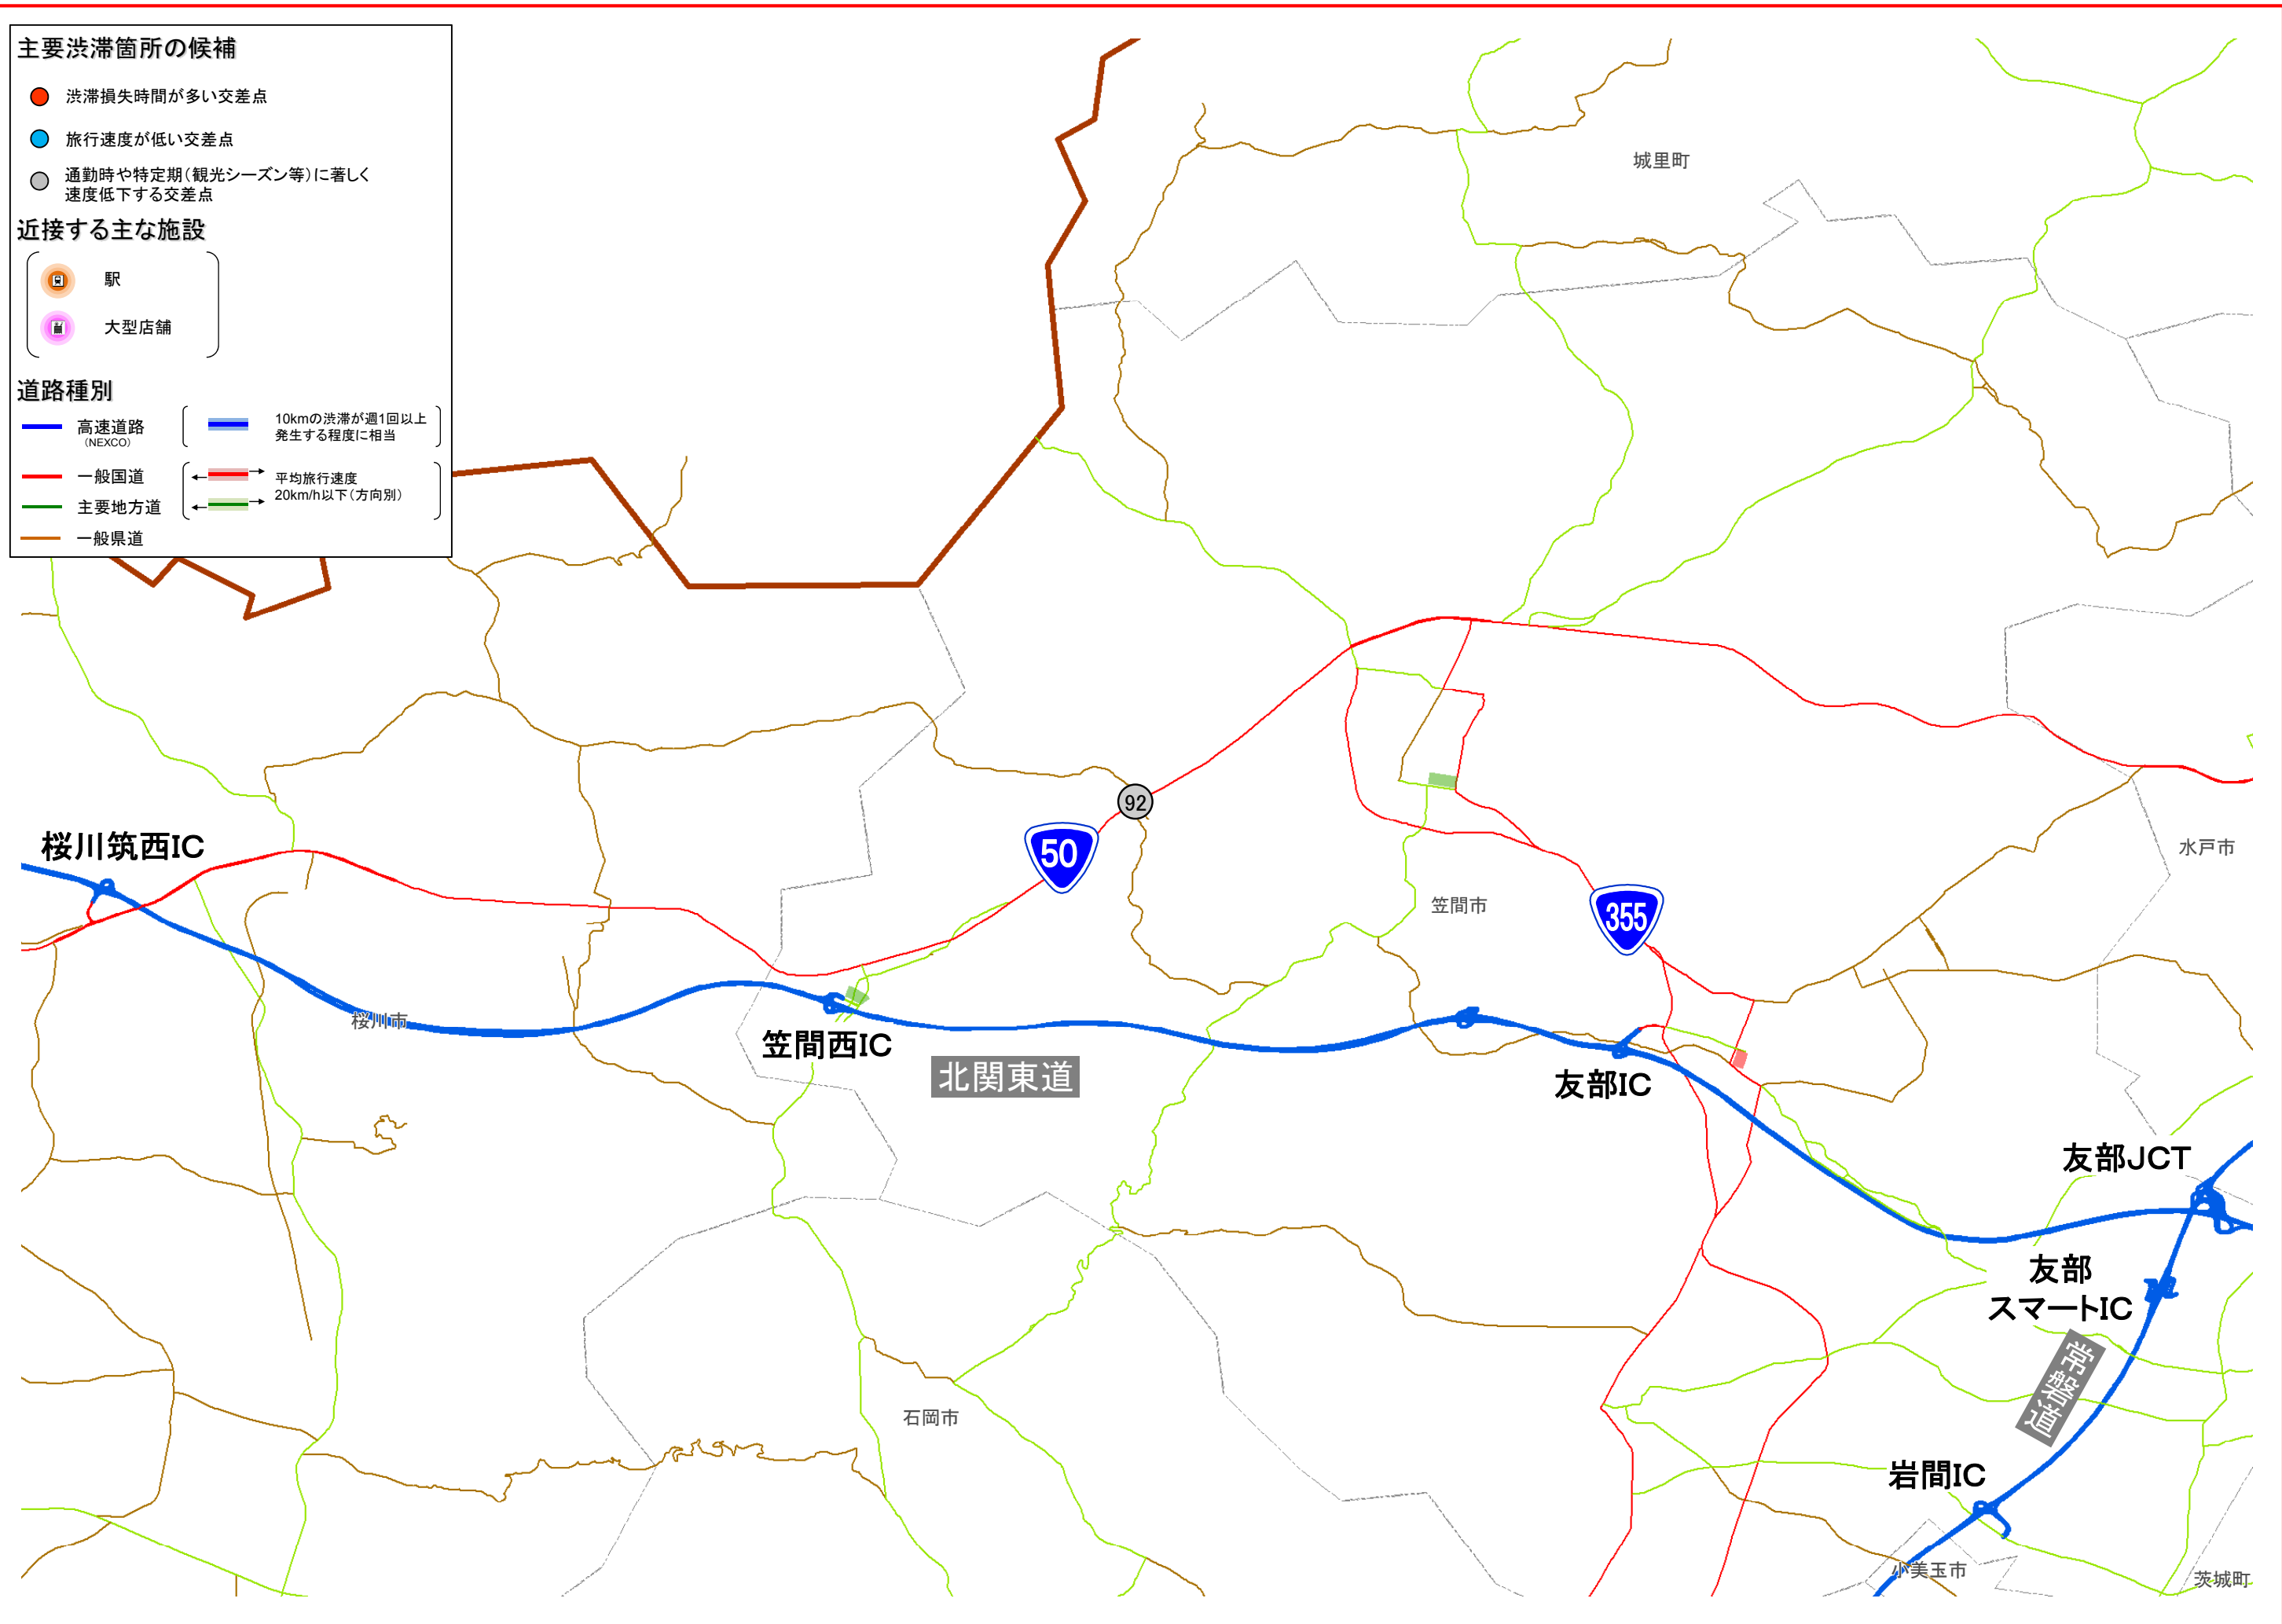 主要渋滞箇所の候補
渋滞損失時間が多い交差点
旅行速度が低い交差点
通勤時や特定期（観光シーズン等）に著しく
速度低下する交差点
近接する主な施設
駅
大型店舗
道路種別
高速道路
（NEXCO）
10kmの渋滞が週1回以上
発生する程度に相当
一般国道
主要地方道
平均旅行速度
20km/h以下（方向別）
一般県道
城里町
92
50
桜川筑西IC
水戸市
笠間市
355
桜川市
笠間西IC
北関東道
友部IC
友部JCT
友部
スマートIC
常磐道
石岡市
岩間IC
小美玉市
茨城町